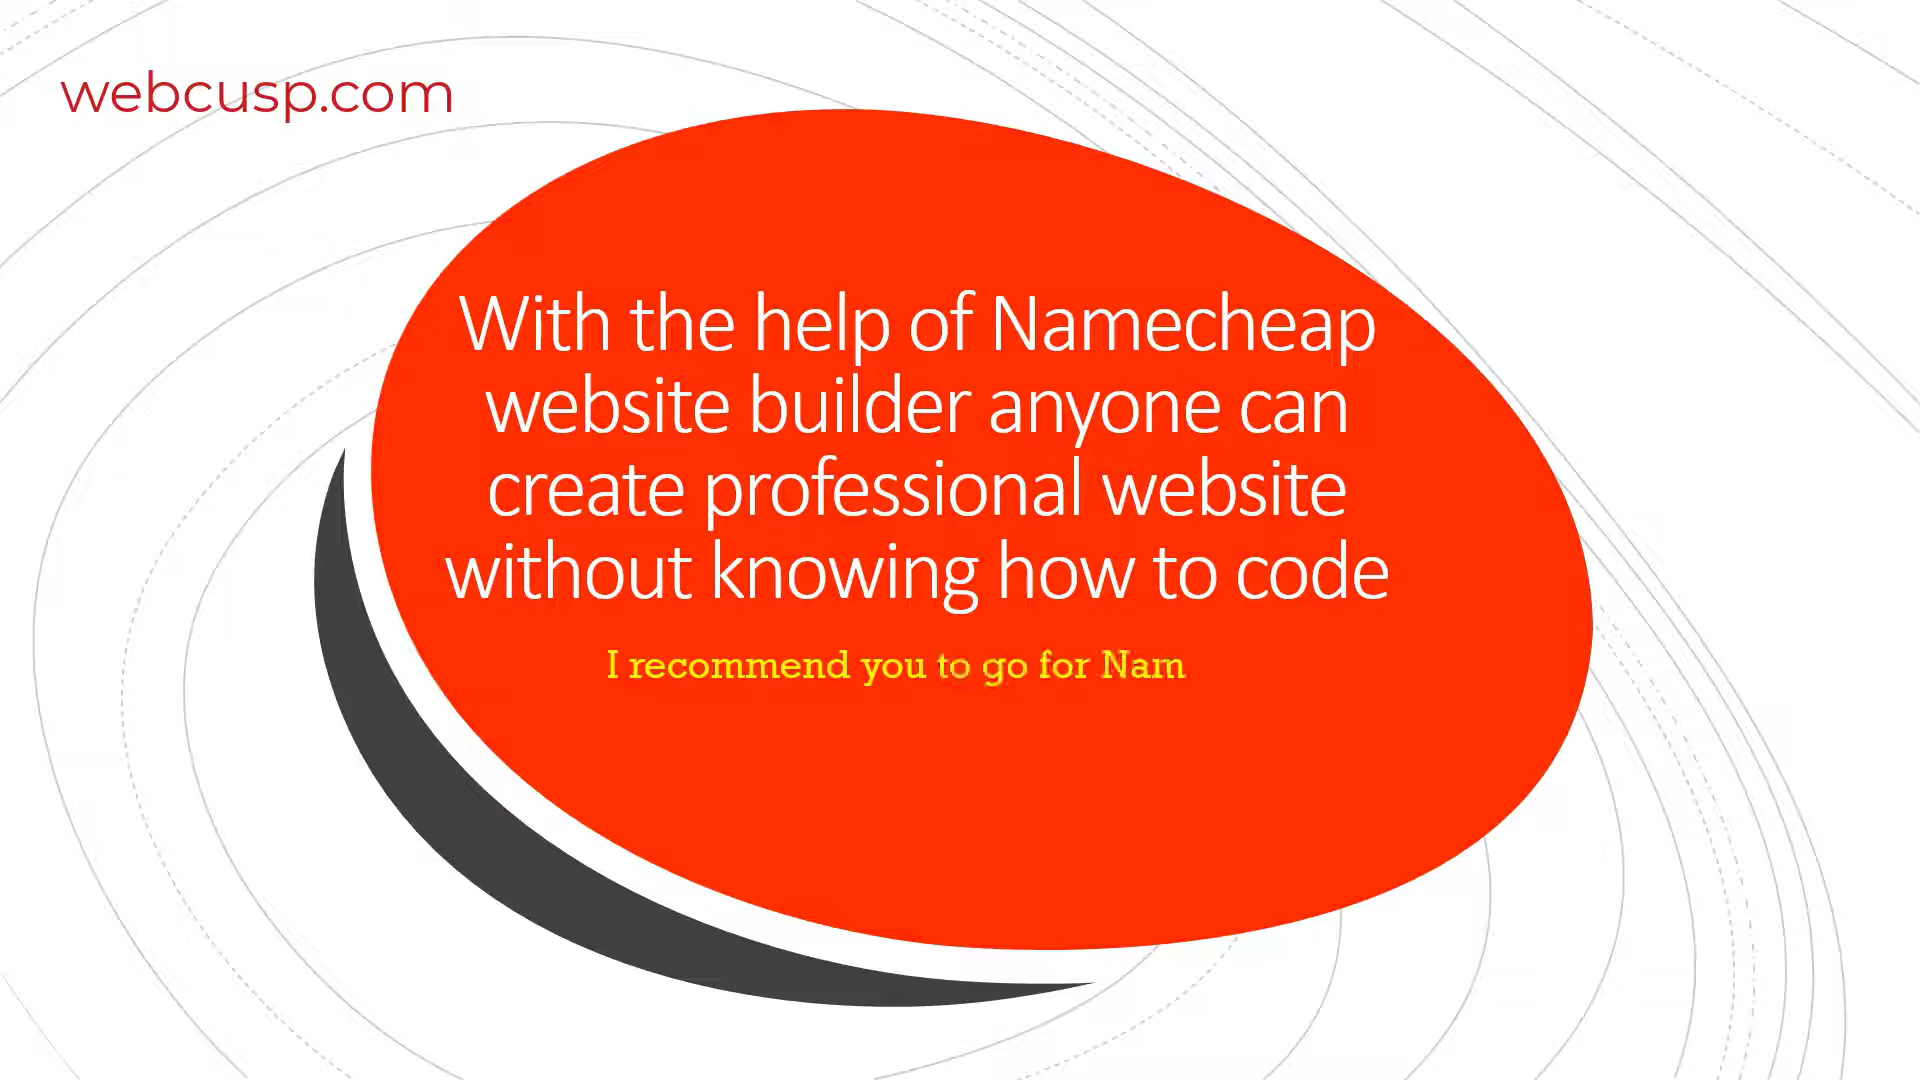 webcusp.com
With the help of Namecheap
website builder anyone can
create professional website
without knowing how to code
I recommend you to go for Nam